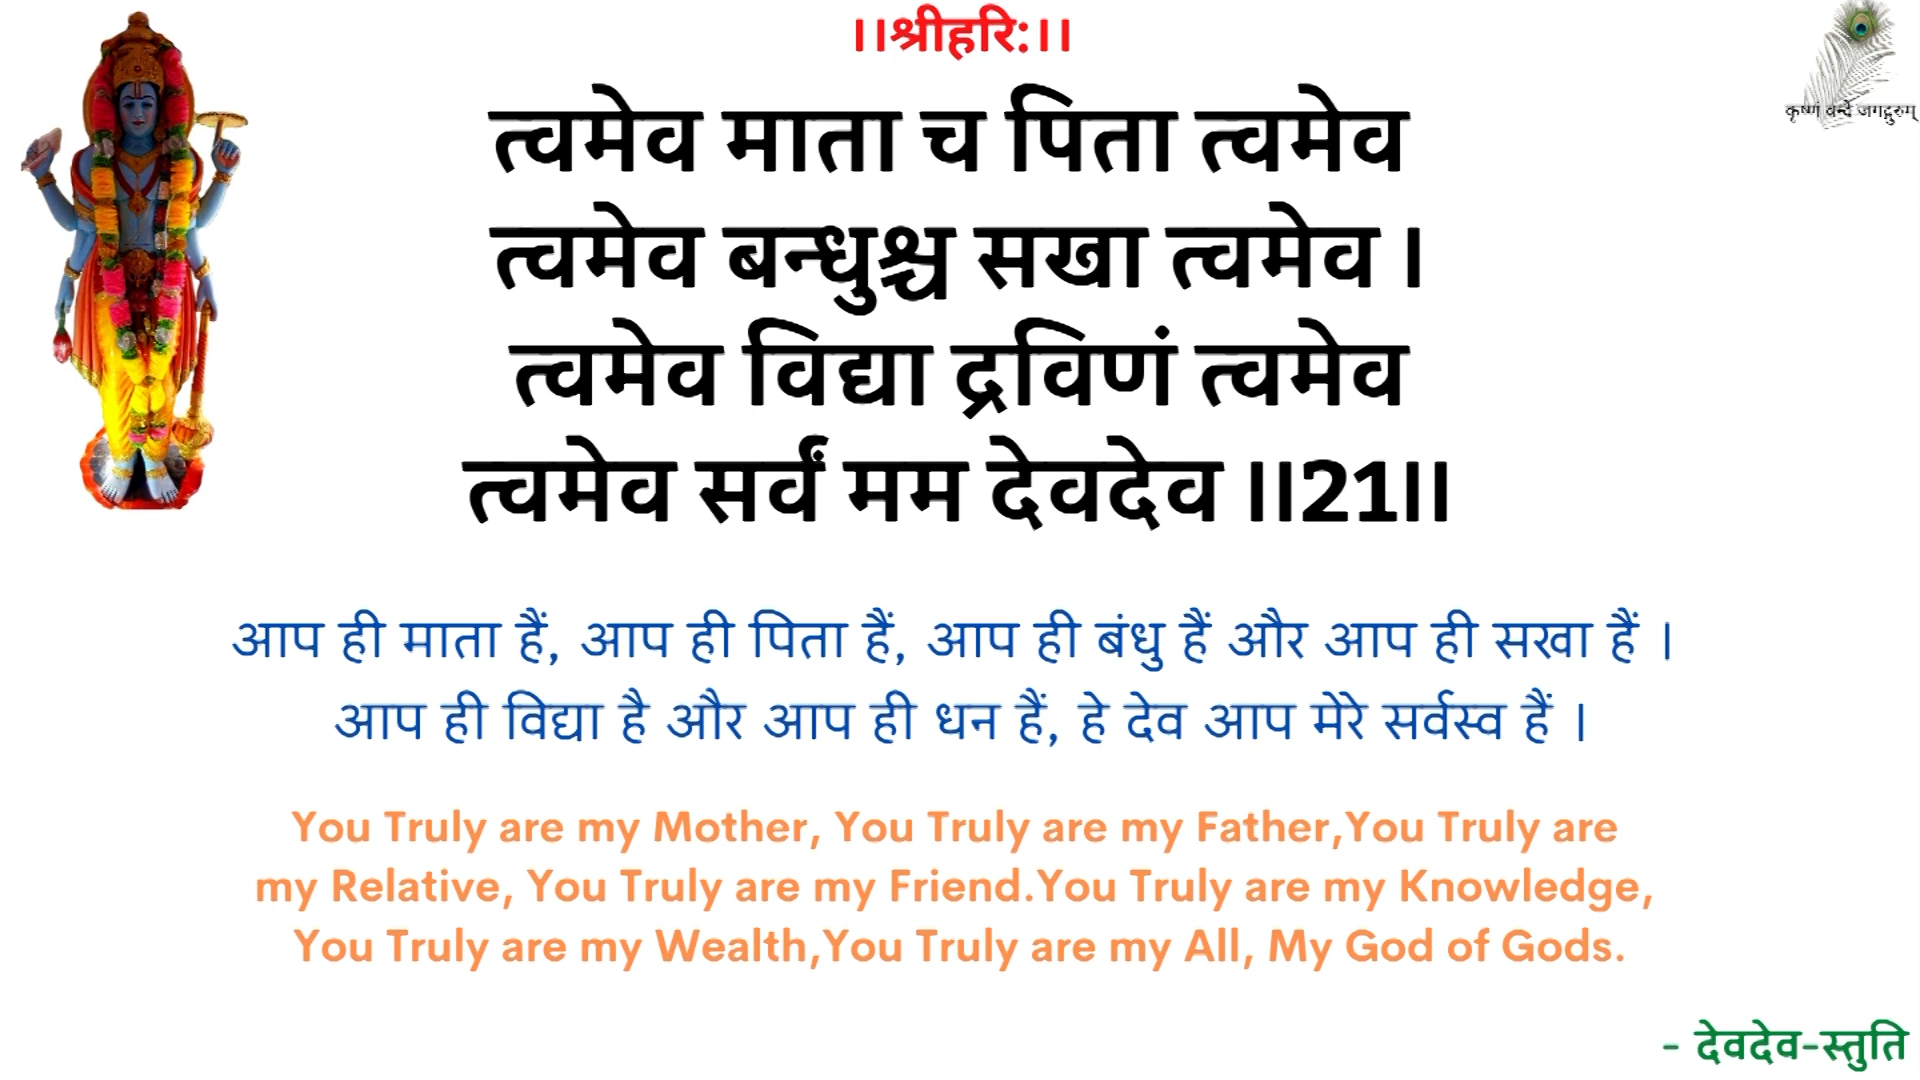 ।।श्रीहरि:।।
कृष्णं वन्दे जगद्गुरुम्
त्वमेव माता च पिता त्वमेव
त्वमेव बन्धुश्च सखा त्वमेव ।
त्वमेव विद्या द्रविणं त्वमेव
त्वमेव सर्वं मम देवदेव ।।21।।
आप ही माता हैं, आप ही पिता हैं, आप ही बंधु हैं और आप ही सखा हैं ।
आप ही विद्या है और आप ही धन हैं, हे देव आप मेरे सर्वस्व हैं ।
You Truly are my Mother, You Truly are my Father,You Truly are
my Relative, You Truly are my Friend.You Truly are my Knowledge,
You Truly are my Wealth,You Truly are my All, My God of Gods.
- देवदेव-स्तुति